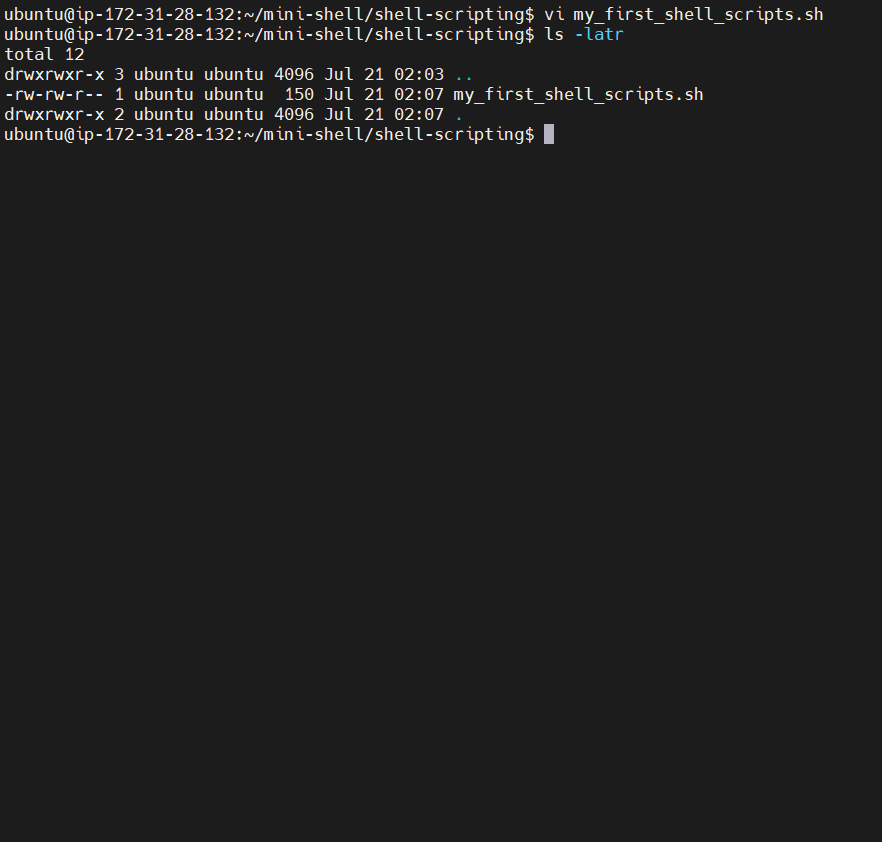 ubuntu@ip-172-31-28-132:~/mini-shell/shell-scripting$ vi my_first_shell_scripts.sh
ubuntu@ip-172-31-28-132:~/mini-shell/shell-scripting$ ls -latr
total 12
drwxrwxr-x 3 ubuntu ubuntu 4096 Jul 21 02:03 ..
-rw-rw-r-- 1 ubuntu ubuntu  150 Jul 21 02:07 my_first_shell_scripts.sh
drwxrwxr-x 2 ubuntu ubuntu 4096 Jul 21 02:07 .
ubuntu@ip-172-31-28-132:~/mini-shell/shell-scripting$